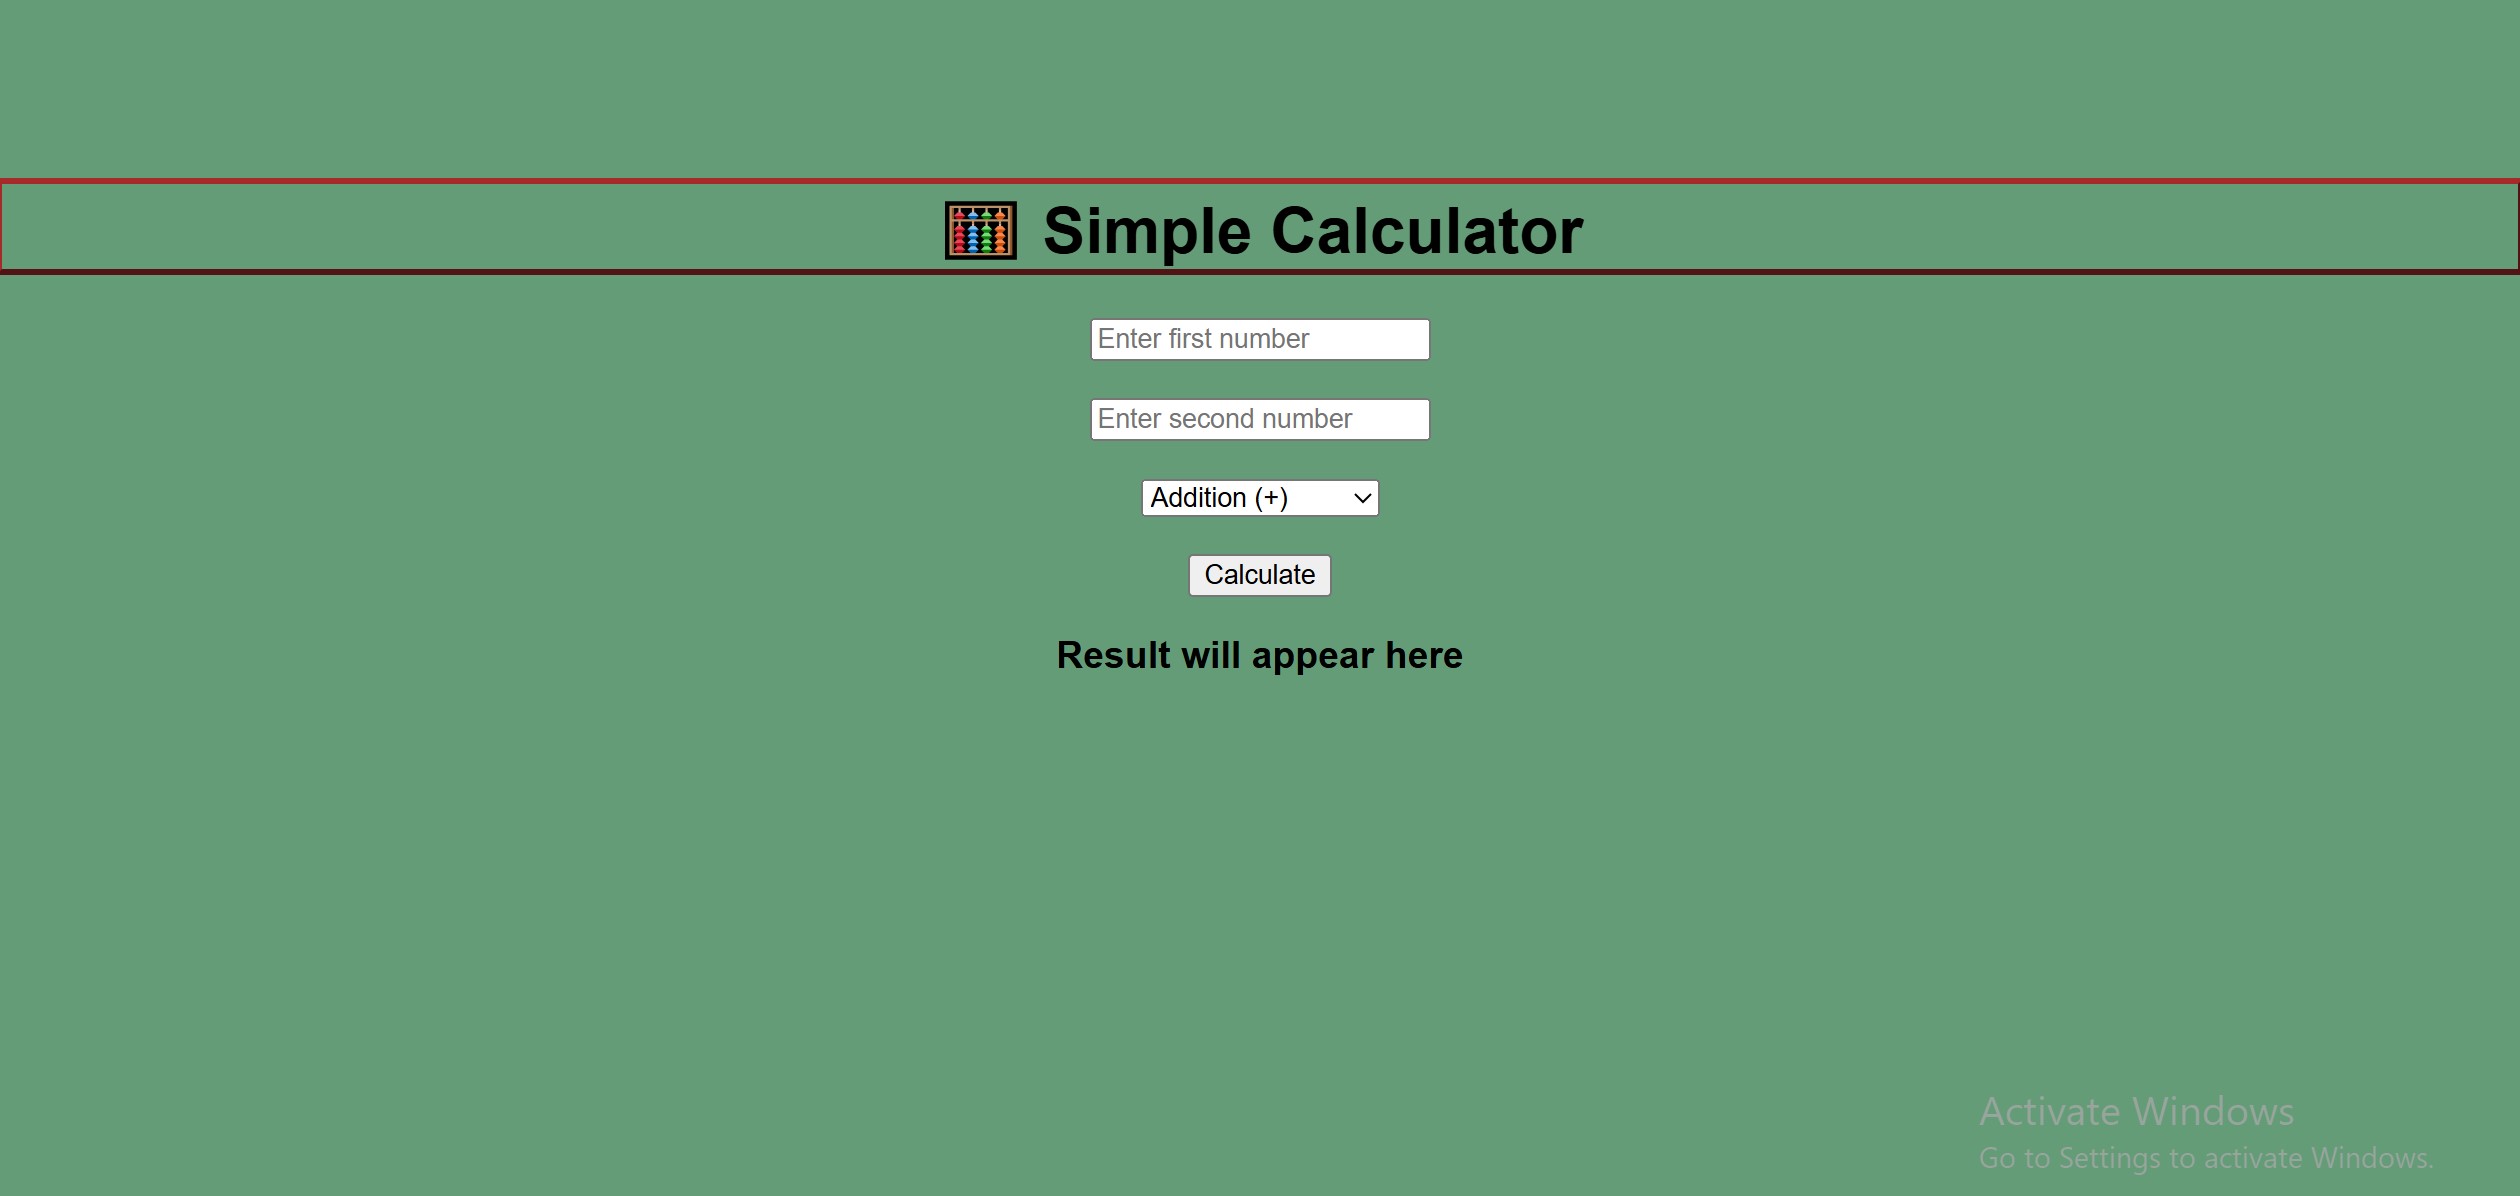 🧮 Simple Calculator
Enter first number
Enter second number
Addition (+)
Calculate
Result will appear here
Activate Windows
Go to Settings to activate Windows.